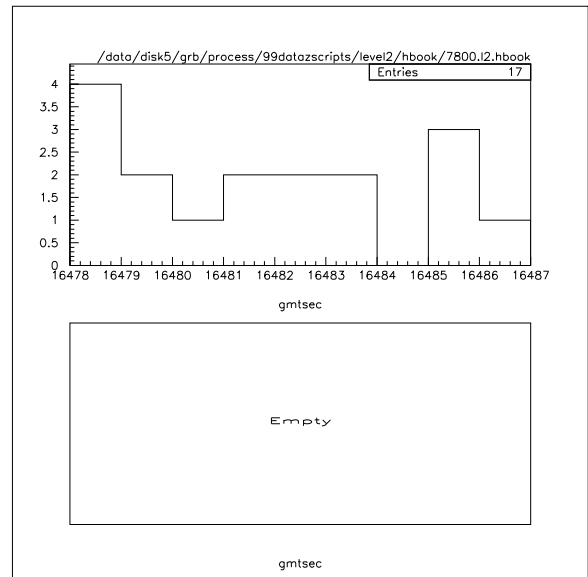 /data/disk5/grb/process/99datazscripts/level2/hbook/7800.l2.hbook
Entries 17
4
3.5
3
2.5
2
1.5
1
0.5
0
16478 16479 16480 16481 16482 16483 16484 16485 16486 16487
gmtsec
Empty
gmtsec